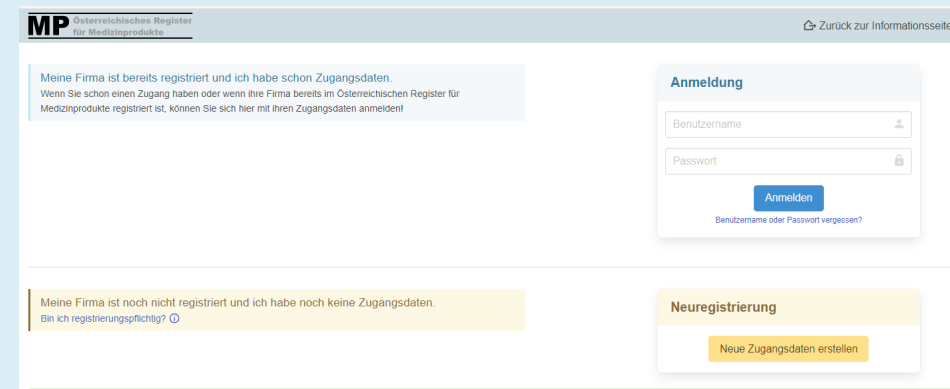 MP Österreichisches Register
für Medizinprodukte
Zurück zur Informationsseite
Meine Firma ist bereits registriert und ich habe schon Zugangsdaten.
Wenn Sie schon einen Zugang haben oder wenn ihre Firma bereits im Österreichischen Register für
Medizinprodukte registriert ist, können Sie sich hier mit ihren Zugangsdaten anmelden!
Anmeldung
Benutzername
Passwort
Anmelden
Benutzername oder Passwort vergessen?
Meine Firma ist noch nicht registriert und ich habe noch keine Zugangsdaten.
Bin ich registrierungspflichtig?
Neuregistrierung
Neue Zugangsdaten erstellen